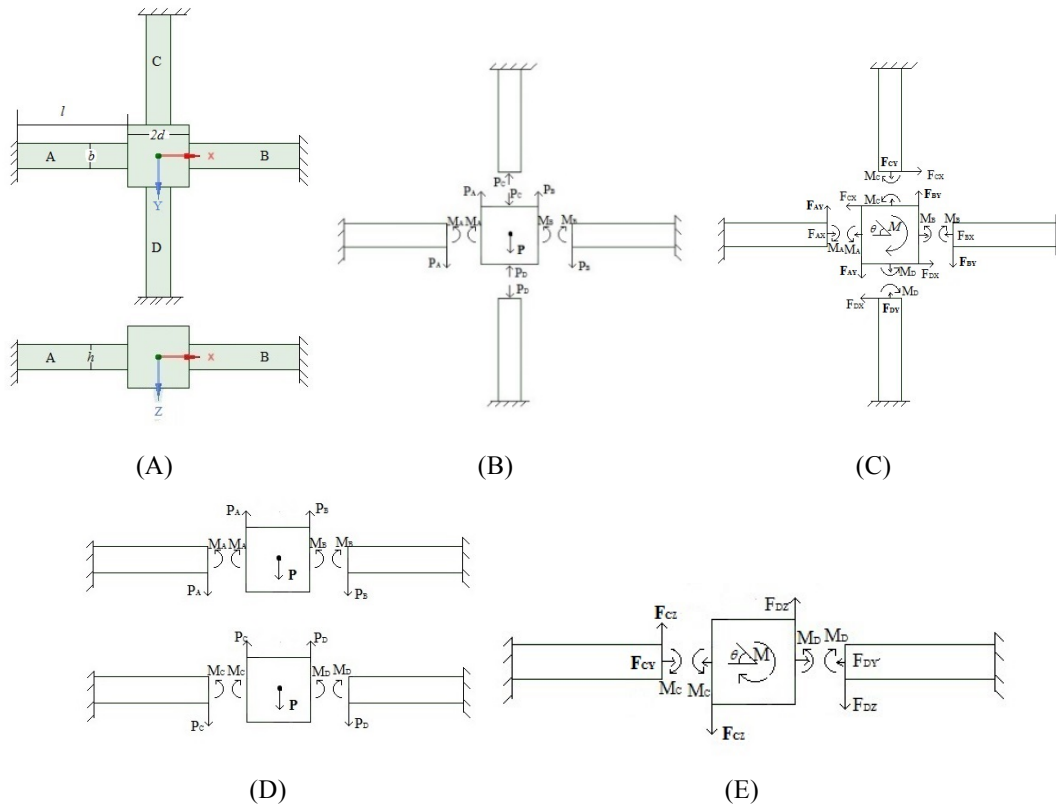 C
l
2d
A
b
B
X
Y
D
A
h
B
X
Z
(A)
P_C
P_C
P_A
P_B
M_A
M_A
M_B
M_B
P
P_A
P_B
P_D
P_D
(B)
F_CY
M_C
F_CX
F_CX
M_C
F_BY
F_AY
F_AX
θ
M
M_B
M_B
F_BX
M_A
M_A
F_AY
M_D
F_DX
F_BY
M_D
F_DX
F_DY
(C)
P_A
P_B
M_A
M_A
M_B
M_B
P
P_A
P_B
P_C
P_D
M_C
M_C
M_D
M_D
P
P_C
P_D
(D)
F_CZ
F_DZ
M_D
M_D
F_CY
θ
M
F_DY'
M_C
M_C
F_DZ
F_CZ
(E)